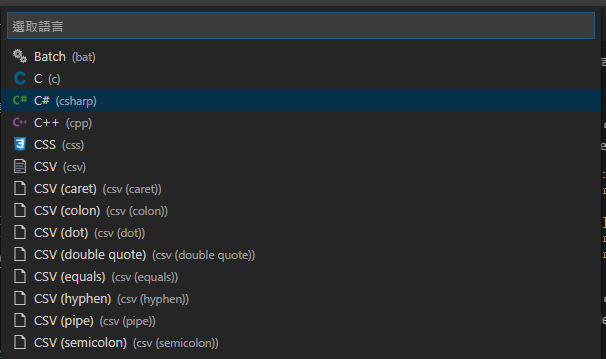 選取語言
Batch (bat)
C (c)
C# (csharp)
C++ (cpp)
CSS (css)
CSV (csv)
CSV (caret) (csv (caret))
CSV (colon) (csv (colon))
CSV (dot) (csv (dot))
CSV (double quote) (csv (double quote))
CSV (equals) (csv (equals))
CSV (hyphen) (csv (hyphen))
CSV (pipe) (csv (pipe))
CSV (semicolon) (csv (semicolon))